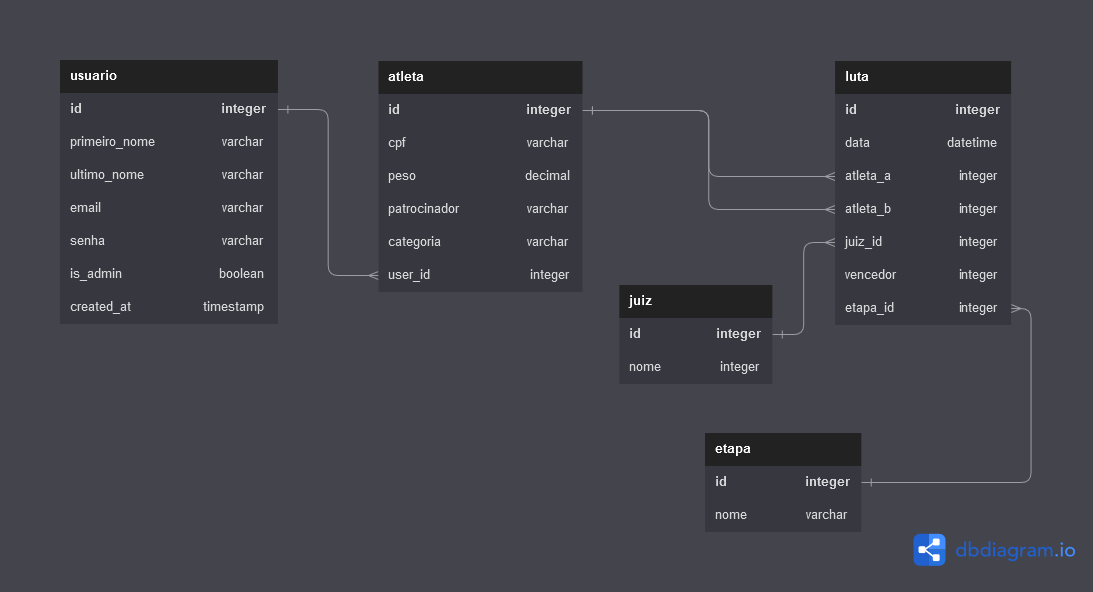 usuario
id integer
primeiro_nome varchar
ultimo_nome varchar
email varchar
senha varchar
is_admin boolean
created_at timestamp
atleta
id integer
cpf varchar
peso decimal
patrocinador varchar
categoria varchar
user_id integer
luta
id integer
data datetime
atleta_a integer
atleta_b integer
juiz_id integer
vencedor integer
etapa_id integer
juiz
id integer
nome integer
etapa
id integer
nome varchar
dbdiagram.io